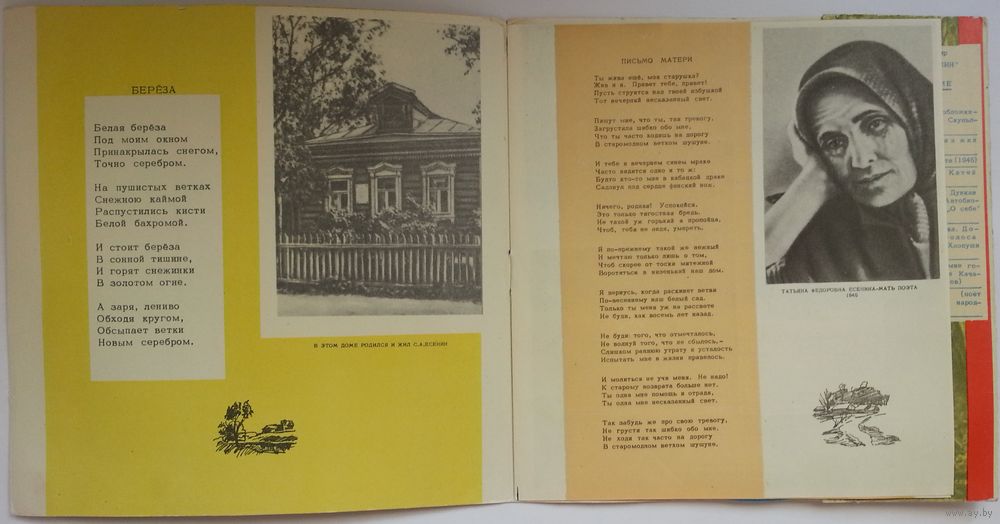 БЕРЁЗА
Белая берёза
Под моим окном
Принакрылась снегом,
Точно серебром.
На пушистых ветках
Снежною каймой
Распустились кисти
Белой бахромой.
И стоит берёза
В сонной тишине,
И горят снежинки
В золотом огне.
А заря, лениво
Обходя кругом,
Обсыпает ветки
Новым серебром.
В ЭТОМ ДОМЕ РОДИЛСЯ И ЖИЛ С.А.ЕСЕНИН
ПИСЬМО МАТЕРИ
Ты жива ещё, моя старушка?
Жив и я. Привет тебе, привет!
Пусть струится над твоей избушкой
Тот вечерний несказанный свет.
Пишут мне, что ты, тая тревогу,
Загрустила шибко обо мне,
Что ты часто ходишь на дорогу
В старомодном ветхом шушуне.
И тебе в вечернем синем мраке
Часто видится одно и то ж:
Будто кто-то мне в кабацкой драке
Саданул под сердце финский нож.
Ничего, родная! Успокойся.
Это только тягостная бредь.
Не такой уж горький я пропойца,
Чтоб, тебя не видя, умереть.
Я по-прежнему такой же нежный
И мечтаю только лишь о том,
Чтоб скорее от тоски мятежной
Воротиться в низенький наш дом.
Я вернусь, когда раскинет ветви
По-весеннему наш белый сад.
Только ты меня уж на рассвете
Не буди, как восемь лет назад.
Не буди того, что отмечталось,
Не волнуй того, что не сбылось,-
Слишком раннюю утрату и усталость
Испытать мне в жизни привелось.
И молиться не учи меня. Не надо!
К старому возврата больше нет.
Ты одна мне помощь и отрада,
Ты одна мне несказанный свет.
Так забудь же про свою тревогу,
Не грусти так шибко обо мне.
Не ходи так часто на дорогу
В старомодном ветхом шушуне.
ТАТЬЯНА ФЕДОРОВНА ЕСЕНИНА-МАТЬ ПОЭТА
1945
(1945)
Качай
"О себе"
Хлопуши
(поёт
народ-
www.ay.by